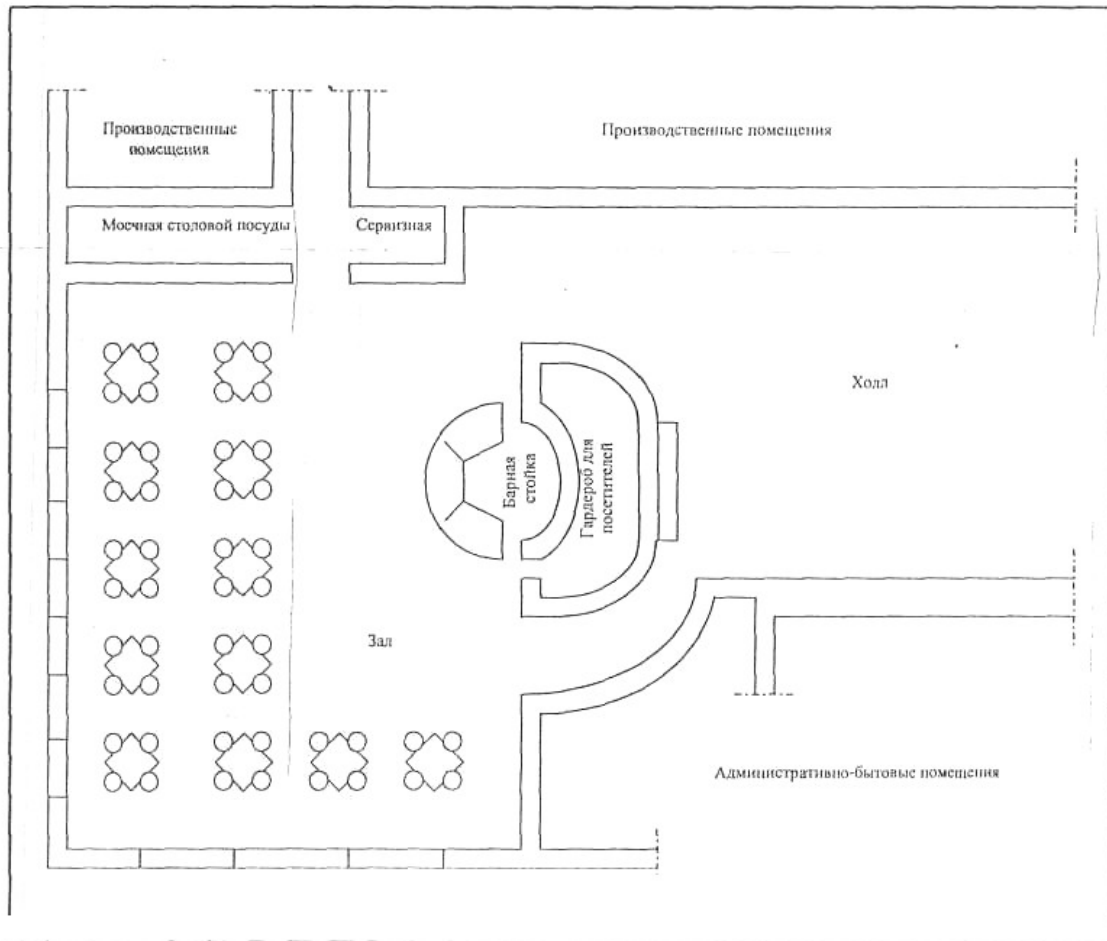 Производственные
помещения
Производственные помещения
Моечная столовой посуды
Сервизная
Холл
Барная
стойка
Гардероб для
посетителей
Зал
Административно-бытовые помещения